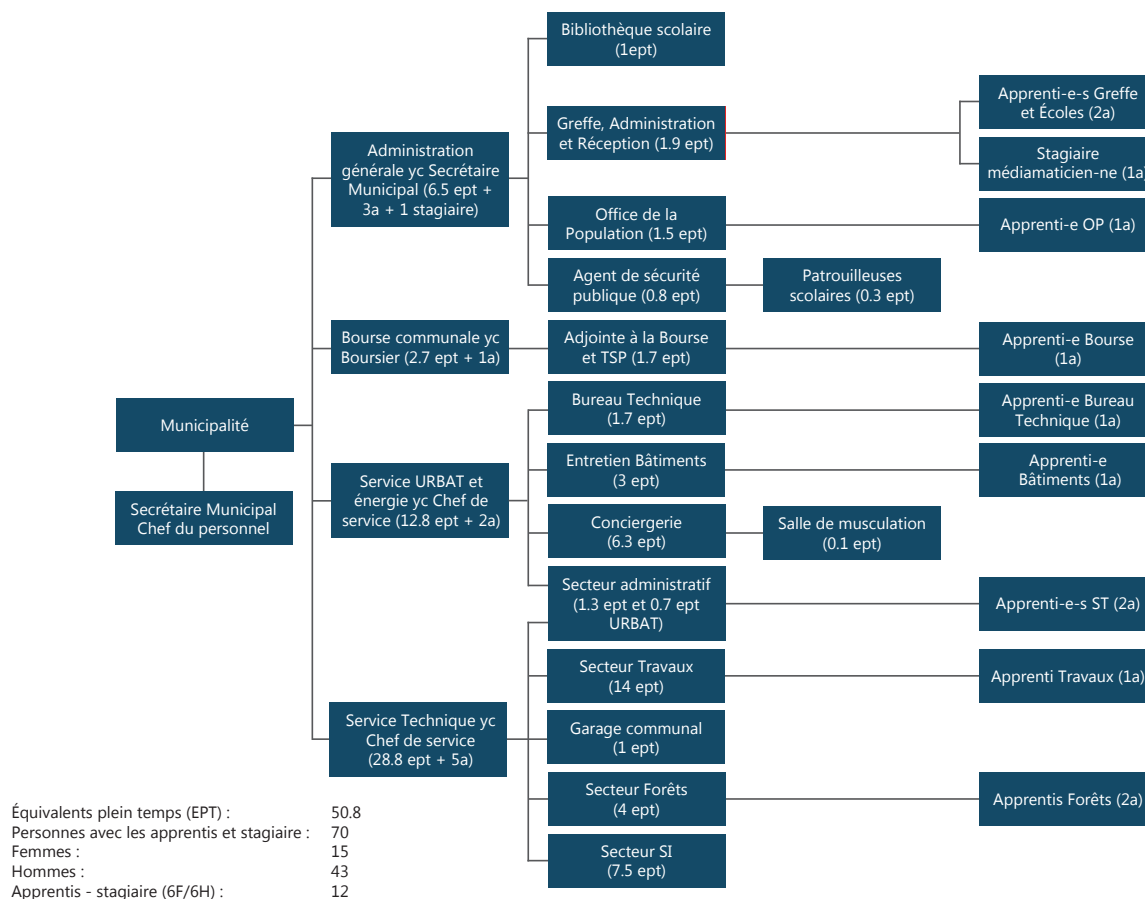 Bibliothèque scolaire
(1ept)
Greffe, Administration
et Réception (1.9 ept)
Apprenti-e-s Greffe
et Écoles (2a)
Stagiaire
médiamaticien-ne (1a)
Administration
générale yc Secrétaire
Municipal (6.5 ept +
3a + 1 stagiaire)
Office de la
Population (1.5 ept)
Apprenti-e OP (1a)
Agent de sécurité
publique (0.8 ept)
Patrouilleuses
scolaires (0.3 ept)
Bourse communale yc
Boursier (2.7 ept + 1a)
Adjointe à la Bourse
et TSP (1.7 ept)
Apprenti-e Bourse
(1a)
Municipalité
Secrétaire Municipal
Chef du personnel
Bureau Technique
(1.7 ept)
Apprenti-e Bureau
Technique (1a)
Service URBAT et
énergie yc Chef de
service (12.8 ept + 2a)
Entretien Bâtiments
(3 ept)
Apprenti-e
Bâtiments (1a)
Conciergerie
(6.3 ept)
Salle de musculation
(0.1 ept)
Secteur administratif
(1.3 ept et 0.7 ept
URBAT)
Apprenti-e-s ST (2a)
Secteur Travaux
(14 ept)
Apprenti Travaux (1a)
Service Technique yc
Chef de service
(28.8 ept + 5a)
Garage communal
(1 ept)
Secteur Forêts
(4 ept)
Apprentis Forêts (2a)
Secteur SI
(7.5 ept)
Équivalents plein temps (EPT) : 50.8
Personnes avec les apprentis et stagiaire : 70
Femmes : 15
Hommes : 43
Apprentis - stagiaire (6F/6H) : 12